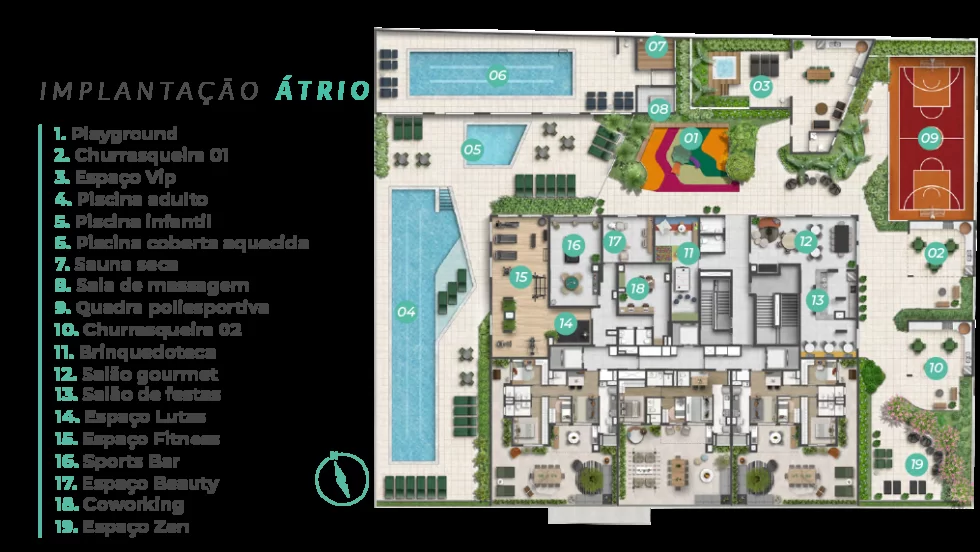 IMPLANTAÇÃO ÁTRIO
1. Playground
2. Churrasqueira 01
3. Espaço Vip
4. Piscina adulto
5. Piscina infantil
6. Piscina coberta aquecida
7. Sauna seca
8. Sala de massagem
9. Quadra poliesportiva
10. Churrasqueira 02
11. Brinquedoteca
12. Salão gourmet
13. Salão de festas
14. Espaço Lutas
15. Espaço Fitness
16. Sports Bar
17. Espaço Beauty
18. Coworking
19. Espaço Zen
N
07
06
03
08
01
09
05
16
17
11
12
02
15
18
13
04
14
10
19